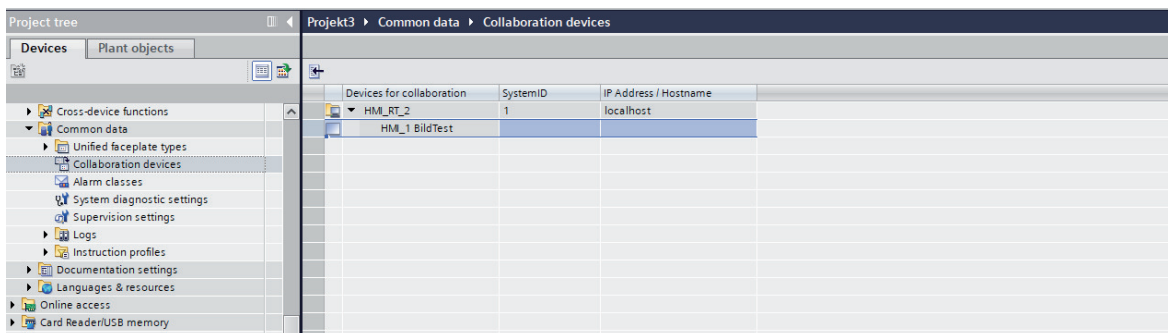 Project tree
Projekt3 ▸ Common data ▸ Collaboration devices
Devices
Plant objects
Devices for collaboration SystemID IP Address / Hostname
HMI_RT_2 1 localhost
HMI_1 BildTest
Cross-device functions
Common data
Unified faceplate types
Collaboration devices
Alarm classes
System diagnostic settings
Supervision settings
Logs
Instruction profiles
Documentation settings
Languages & resources
Online access
Card Reader/USB memory